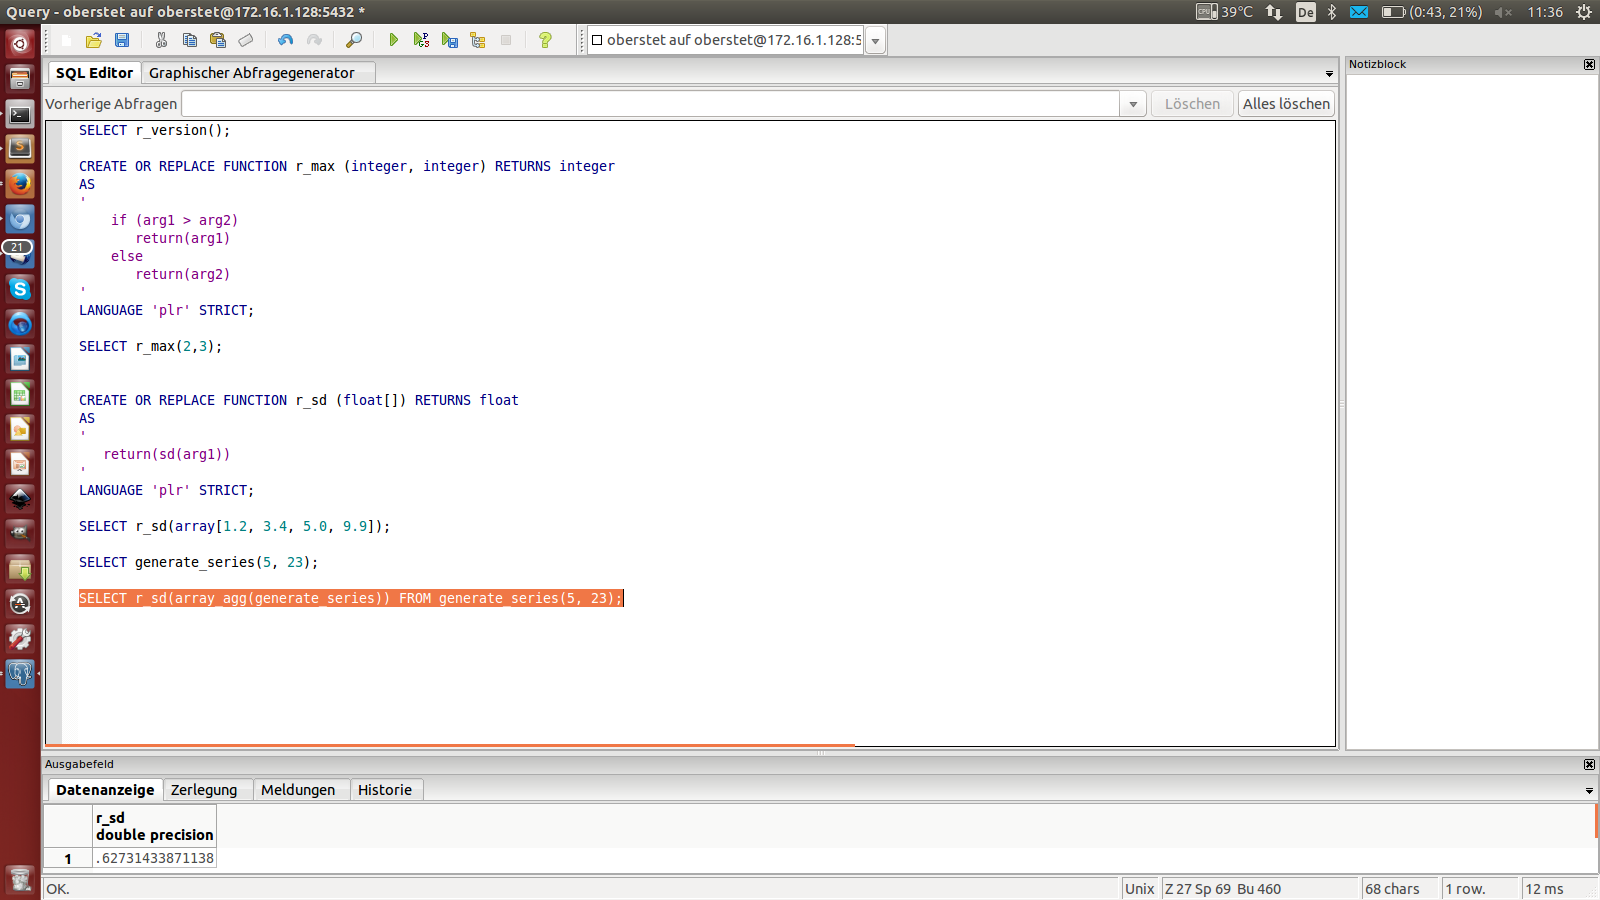 Query - oberstet auf oberstet@172.16.1.128:5432 *
39°C De (0:43, 21%) 11:36
oberstet auf oberstet@172.16.1.128:5
SQL Editor Graphischer Abfragegenerator
Notizblock
Vorherige Abfragen Löschen Alles löschen
SELECT r_version();
CREATE OR REPLACE FUNCTION r_max (integer, integer) RETURNS integer
AS
'
if (arg1 > arg2)
return(arg1)
else
return(arg2)
'
LANGUAGE 'plr' STRICT;
SELECT r_max(2,3);
CREATE OR REPLACE FUNCTION r_sd (float[]) RETURNS float
AS
'
return(sd(arg1))
'
LANGUAGE 'plr' STRICT;
SELECT r_sd(array[1.2, 3.4, 5.0, 9.9]);
SELECT generate_series(5, 23);
SELECT r_sd(array_agg(generate_series)) FROM generate_series(5, 23);
21
Ausgabefeld
Datenanzeige Zerlegung Meldungen Historie
r_sd
double precision
1 .62731433871138
OK. Unix Z 27 Sp 69 Bu 460 68 chars 1 row. 12 ms